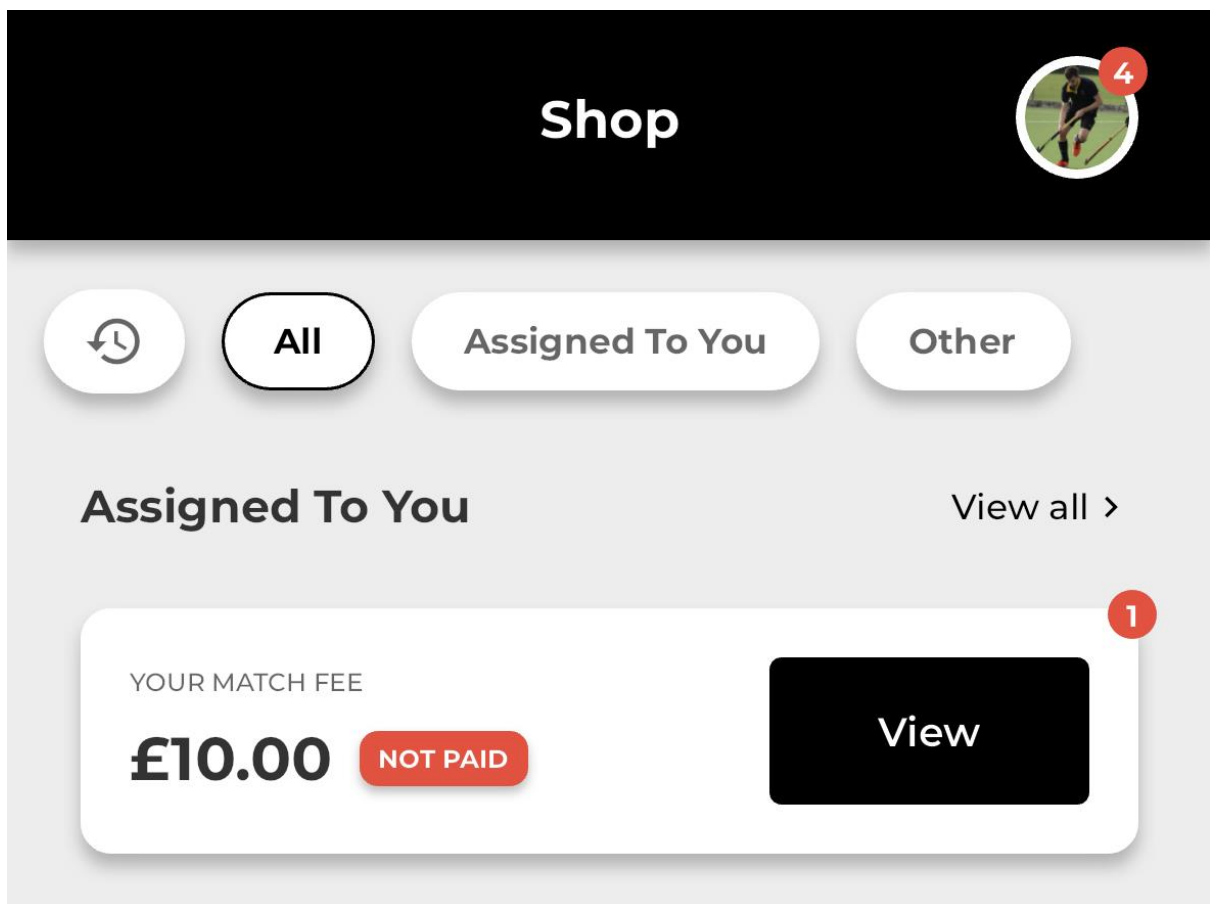 Shop
4
All
Assigned To You
Other
Assigned To You
View all >
1
YOUR MATCH FEE
£10.00
NOT PAID
View